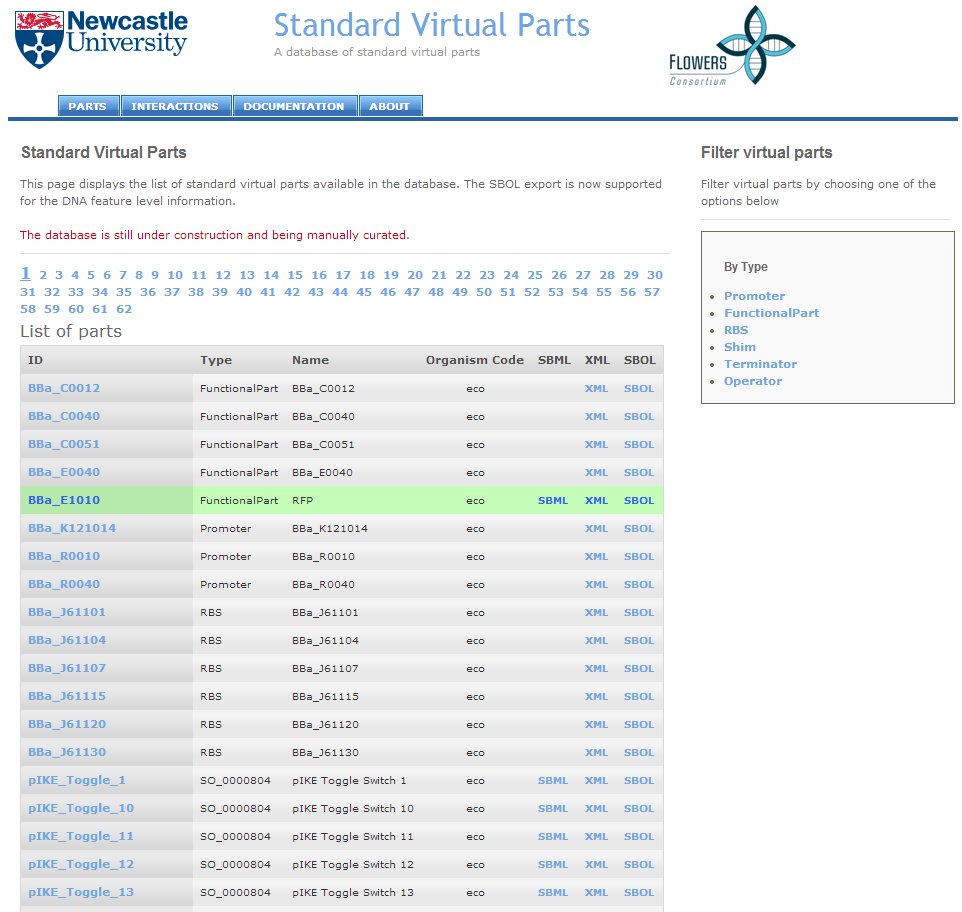 Newcastle
University
Standard Virtual Parts
A database of standard virtual parts
FLOWERS
Consortium
PARTS INTERACTIONS DOCUMENTATION ABOUT
Standard Virtual Parts
This page displays the list of standard virtual parts available in the database. The SBOL export is now supported
for the DNA feature level information.
The database is still under construction and being manually curated.
1 2 3 4 5 6 7 8 9 10 11 12 13 14 15 16 17 18 19 20 21 22 23 24 25 26 27 28 29 30
31 32 33 34 35 36 37 38 39 40 41 42 43 44 45 46 47 48 49 50 51 52 53 54 55 56 57
58 59 60 61 62
List of parts
ID Type Name Organism Code SBML XML SBOL
BBa_C0012 FunctionalPart BBa_C0012 eco XML SBOL
BBa_C0040 FunctionalPart BBa_C0040 eco XML SBOL
BBa_C0051 FunctionalPart BBa_C0051 eco XML SBOL
BBa_E0040 FunctionalPart BBa_E0040 eco XML SBOL
BBa_E1010 FunctionalPart RFP eco SBML XML SBOL
BBa_K121014 Promoter BBa_K121014 eco XML SBOL
BBa_R0010 Promoter BBa_R0010 eco XML SBOL
BBa_R0040 Promoter BBa_R0040 eco XML SBOL
BBa_J61101 RBS BBa_J61101 eco XML SBOL
BBa_J61104 RBS BBa_J61104 eco XML SBOL
BBa_J61107 RBS BBa_J61107 eco XML SBOL
BBa_J61115 RBS BBa_J61115 eco XML SBOL
BBa_J61120 RBS BBa_J61120 eco XML SBOL
BBa_J61130 RBS BBa_J61130 eco XML SBOL
pIKE_Toggle_1 SO_0000804 pIKE Toggle Switch 1 eco SBML XML SBOL
pIKE_Toggle_10 SO_0000804 pIKE Toggle Switch 10 eco SBML XML SBOL
pIKE_Toggle_11 SO_0000804 pIKE Toggle Switch 11 eco SBML XML SBOL
pIKE_Toggle_12 SO_0000804 pIKE Toggle Switch 12 eco SBML XML SBOL
pIKE_Toggle_13 SO_0000804 pIKE Toggle Switch 13 eco SBML XML SBOL
Filter virtual parts
Filter virtual parts by choosing one of the
options below
By Type
Promoter
FunctionalPart
RBS
Shim
Terminator
Operator